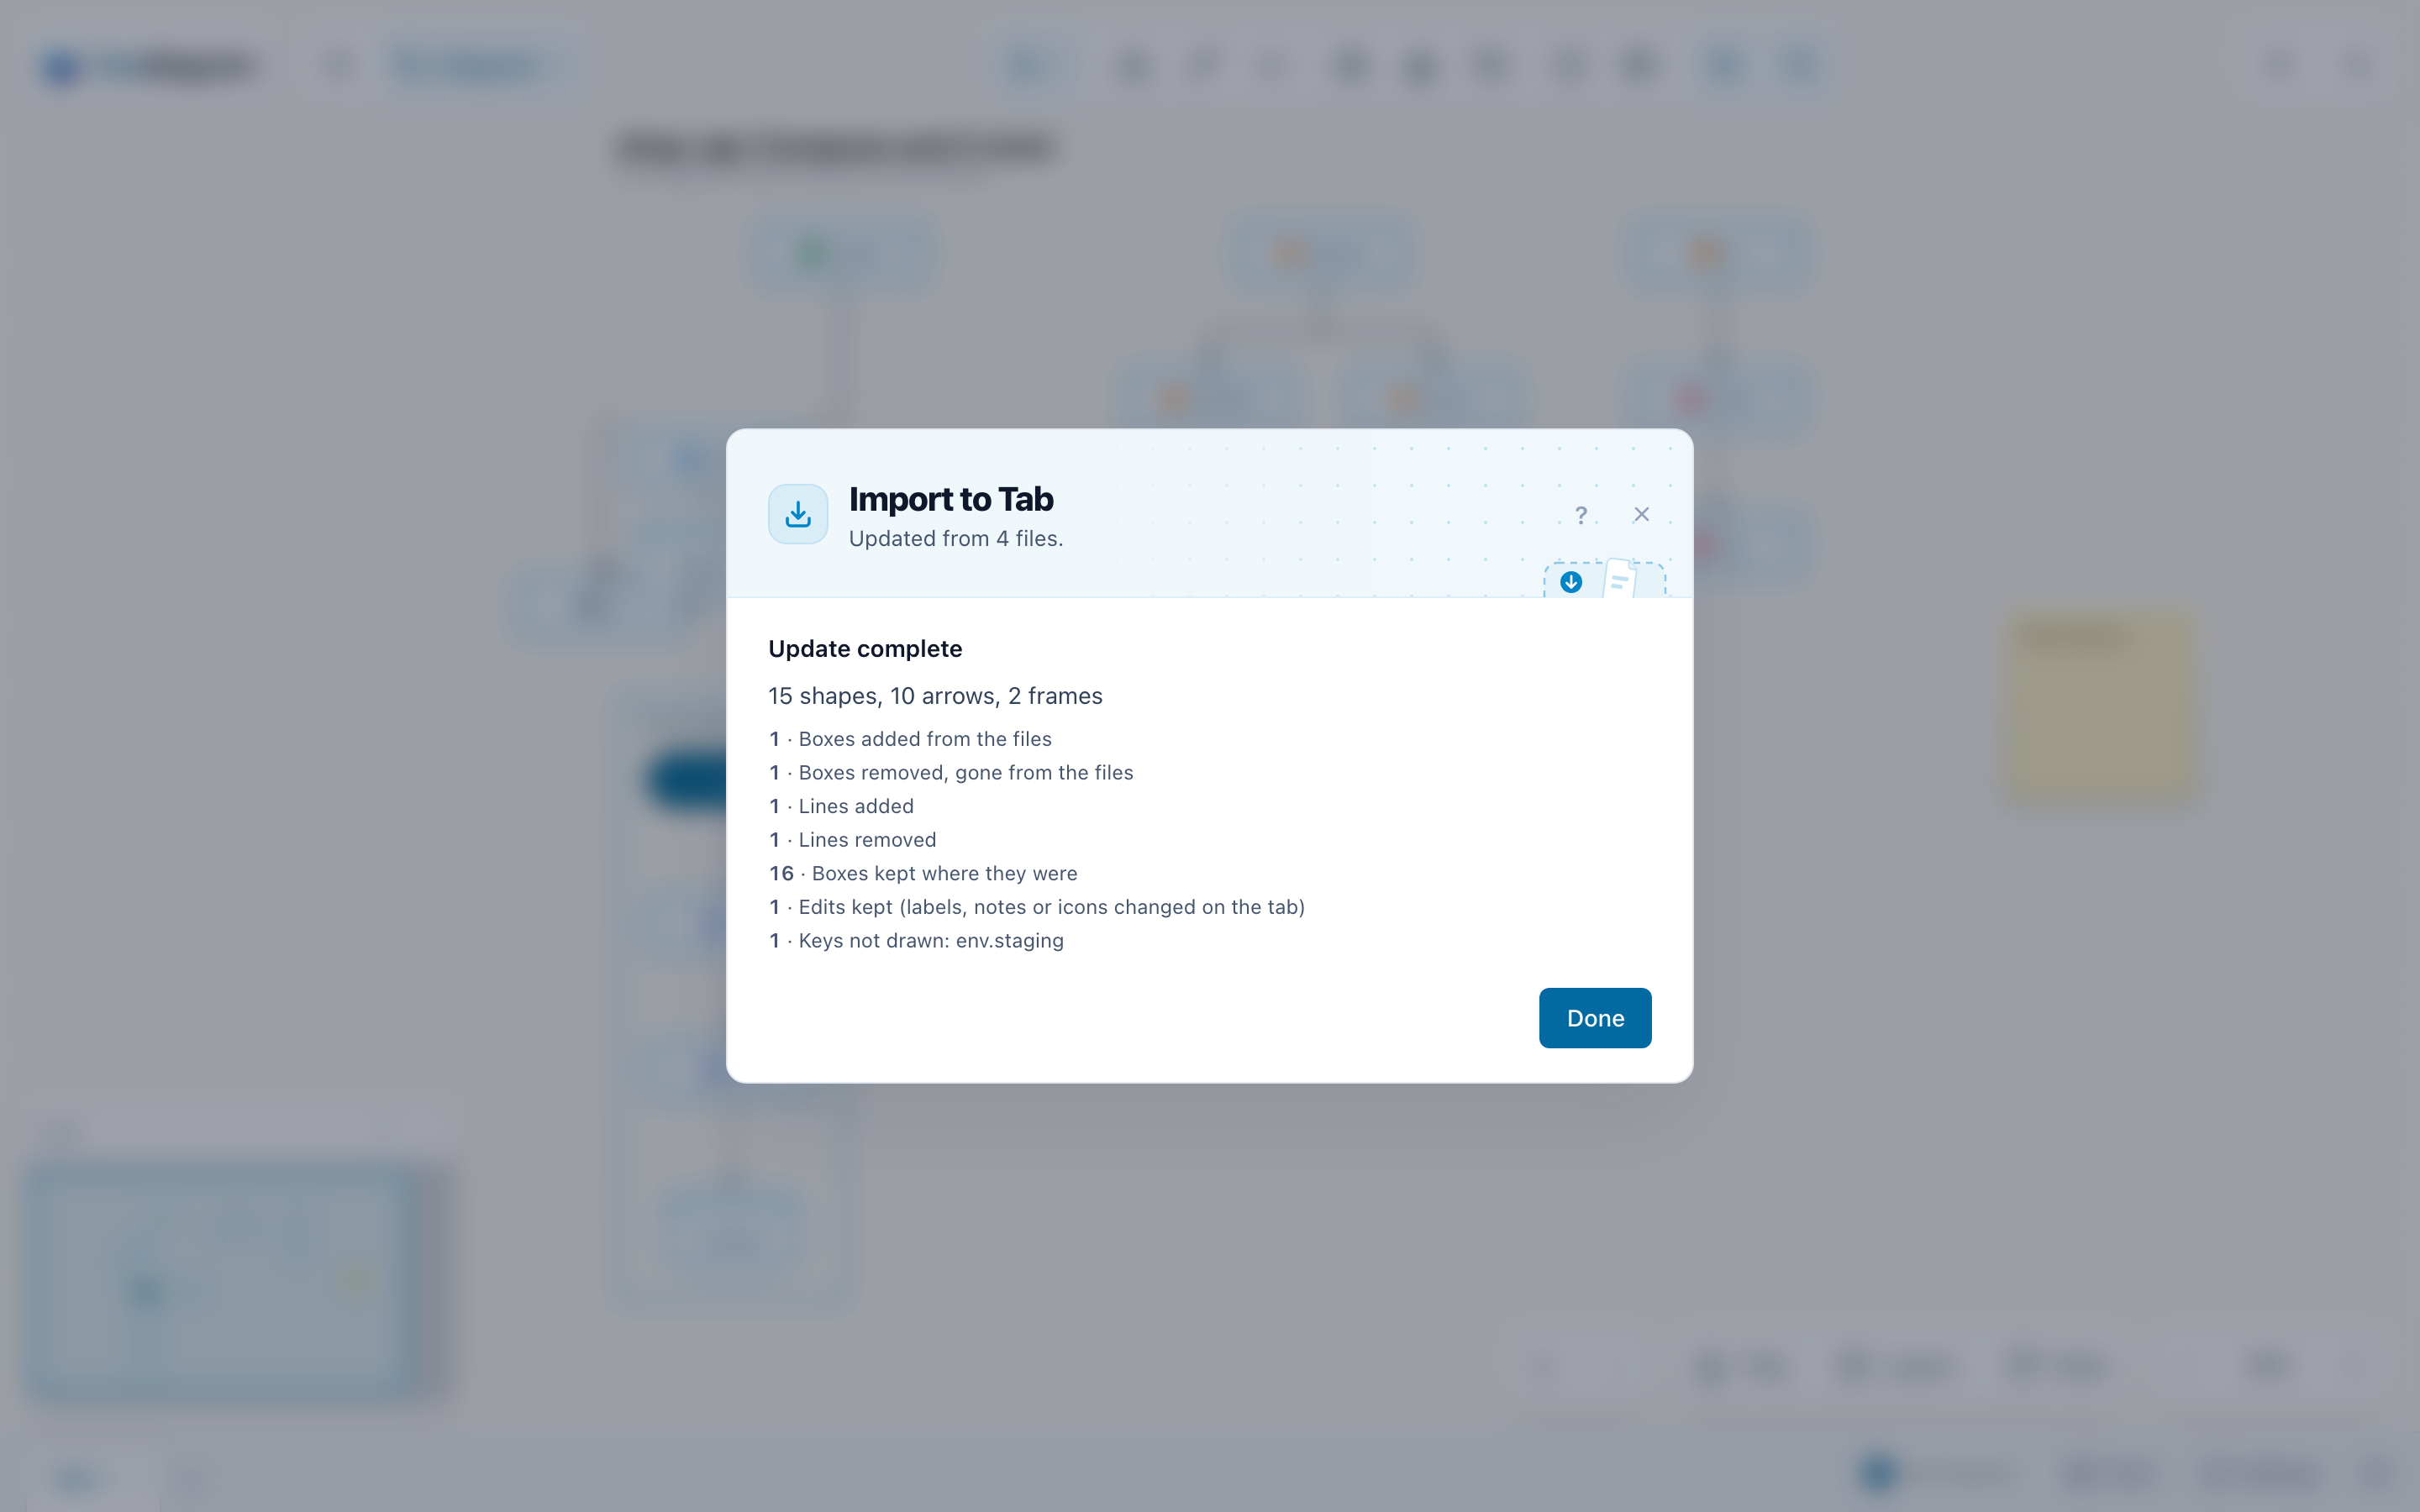 Import to Tab
Updated from 4 files.
?
Update complete
15 shapes, 10 arrows, 2 frames
1 · Boxes added from the files
1 · Boxes removed, gone from the files
1 · Lines added
1 · Lines removed
16 · Boxes kept where they were
1 · Edits kept (labels, notes or icons changed on the tab)
1 · Keys not drawn: env.staging
Done